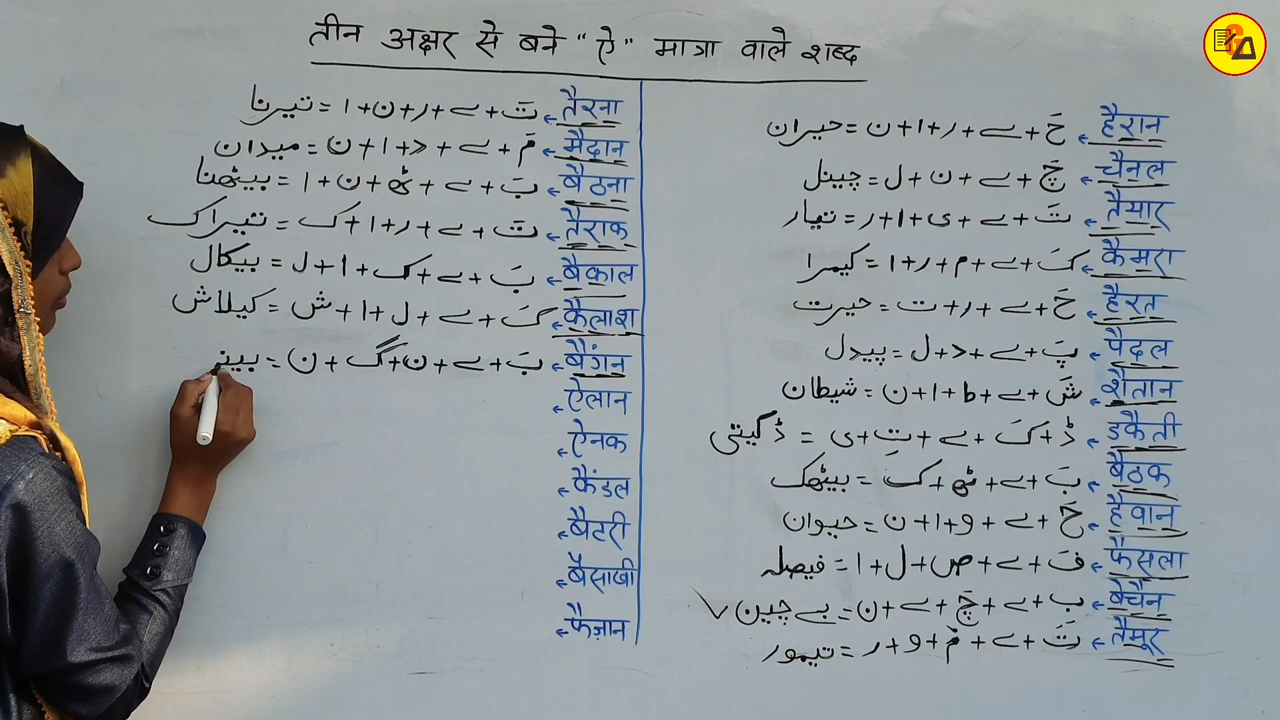 तीन अक्षर से बने "ऐ" मात्रा वाले शब्द
हैरान ← حَ + ے + ر + ا + ن = حیران
चैनल ← چَ + ے + ن + ل = چینل
तैयार ← تَ + ے + ی + ا + ر = تیار
कैमरा ← کَ + ے + م + ر + ا = کیمرا
हैरत ← حَ + ے + ر + ت = حیرت
पैदल ← پَ + ے + د + ل = پیدل
शैतान ← شَ + ے + ط + ا + ن = شیطان
डकैती ← ڈ + کَ + ے + تِ + ی = ڈکیتی
बैठक ← بَ + ے + ٹھ + ک = بیٹھک
हैवान ← حَ + ے + و + ا + ن = حیوان
फैसला ← فَ + ے + ص + ل + ا = فیصلہ
बेचैन ← ب + ے + چَ + ے + ن = بے چین ✓
तैमूर ← تَ + ے + م + و + ر = تیمور
तैरना ← تَ + ے + ر + ن + ا = تیرنا
मैदान ← مَ + ے + د + ا + ن = میدان
बैठना ← بَ + ے + ٹھ + ن + ا = بیٹھنا
तैराक ← تَ + ے + ر + ا + ک = تیراک
बैकाल ← بَ + ے + ک + ا + ل = بیکال
कैलाश ← کَ + ے + ل + ا + ش = کیلاش
बैंगन ← بَ + ے + ن + گ + ن = بینـ
ऐलान ←
ऐनक ←
कैंडल ←
बैटरी ←
बैसाखी ←
फैज़ान ←